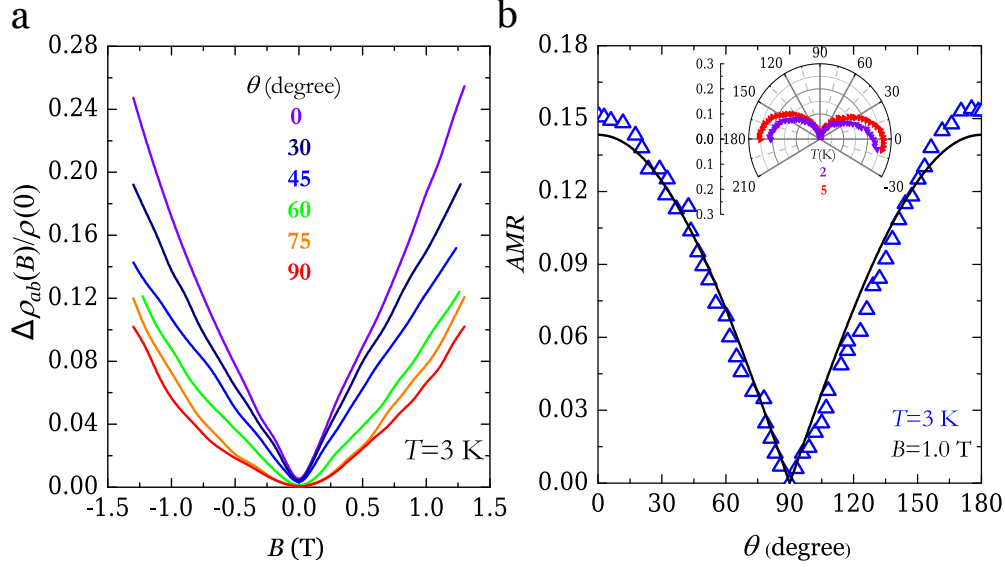 a
0.28
0.24
0.20
0.16
0.12
0.08
0.04
0.00
Δρab(B)/ρ(0)
θ (degree)
0
30
45
60
75
90
T=3 K
-1.5 -1.0 -0.5 0.0 0.5 1.0 1.5
B (T)
b
0.18
0.15
0.12
0.09
0.06
0.03
0.00
AMR
0.3
0.2
0.1
0.0
0.1
0.2
0.3
90
120 60
150 30
180 0
210 -30
T(K)
2
5
T=3 K
B=1.0 T
0 30 60 90 120 150 180
θ (degree)